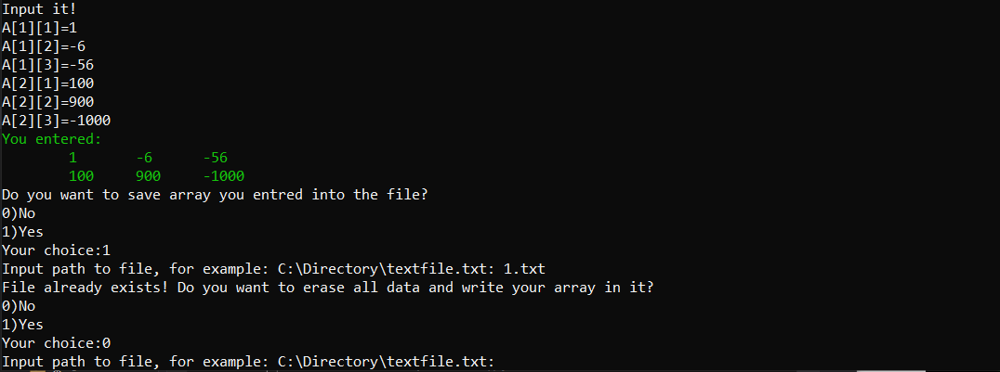 Input it!
A[1][1]=1
A[1][2]=-6
A[1][3]=-56
A[2][1]=100
A[2][2]=900
A[2][3]=-1000
You entered:
1 -6 -56
100 900 -1000
Do you want to save array you entred into the file?
0)No
1)Yes
Your choice:1
Input path to file, for example: C:\Directory\textfile.txt: 1.txt
File already exists! Do you want to erase all data and write your array in it?
0)No
1)Yes
Your choice:0
Input path to file, for example: C:\Directory\textfile.txt: